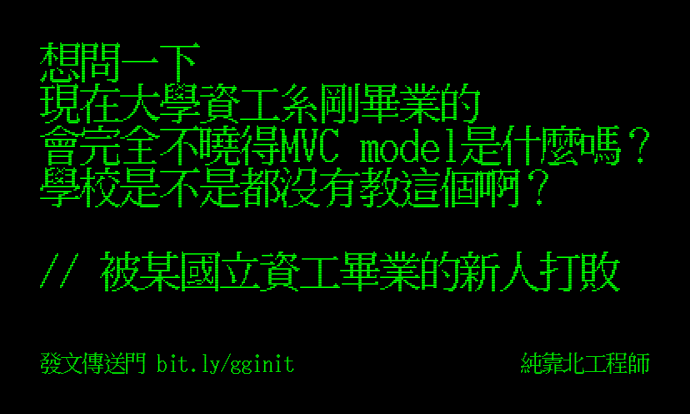 想問一下
現在大學資工系剛畢業的
會完全不曉得MVC model是什麼嗎？
學校是不是都沒有教這個啊？
// 被某國立資工畢業的新人打敗
發文傳送門 bit.ly/gginit
純靠北工程師